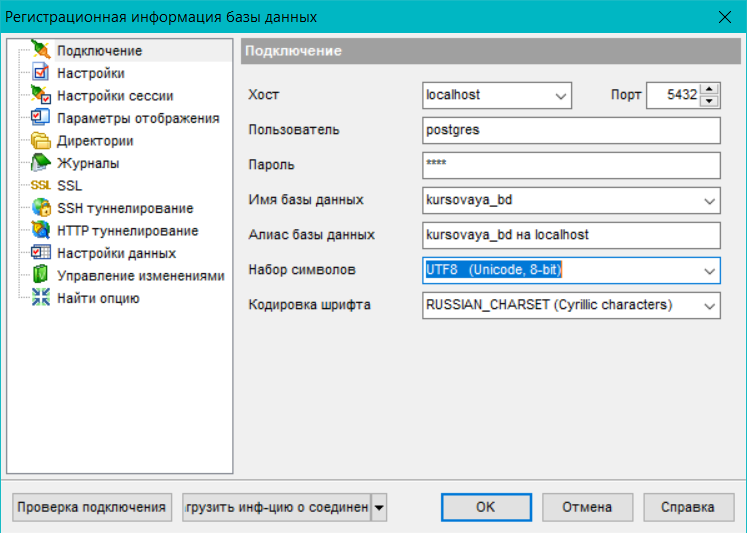 Регистрационная информация базы данных
Подключение
Настройки
Настройки сессии
Параметры отображения
Директории
Журналы
SSL SSL
SSH туннелирование
HTTP туннелирование
Настройки данных
Управление изменениями
Найти опцию
Подключение
Хост localhost Порт 5432
Пользователь postgres
Пароль ****
Имя базы данных kursovaya_bd
Алиас базы данных kursovaya_bd на localhost
Набор символов UTF8 (Unicode, 8-bit)
Кодировка шрифта RUSSIAN_CHARSET (Cyrillic characters)
Проверка подключения грузить инф-цию о соединен OK Отмена Справка